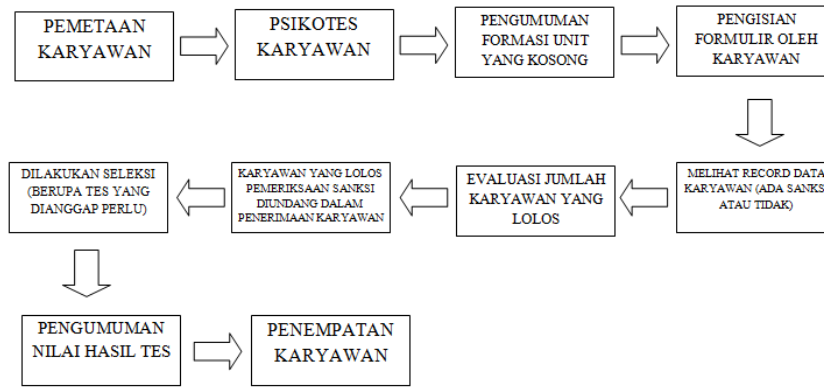 PEMETAAN
KARYAWAN
PSIKOTES
KARYAWAN
PENGUMUMAN
FORMASI UNIT
YANG KOSONG
PENGISIAN
FORMULIR OLEH
KARYAWAN
MELIHAT RECORD DATA
KARYAWAN (ADA SANKSI
ATAU TIDAK)
EVALUASI JUMLAH
KARYAWAN YANG
LOLOS
KARYAWAN YANG LOLOS
PEMERIKSAAN SANKSI
DIUNDANG DALAM
PENERIMAAN KARYAWAN
DILAKUKAN SELEKSI
(BERUPA TES YANG
DIANGGAP PERLU)
PENGUMUMAN
NILAI HASIL TES
PENEMPATAN
KARYAWAN